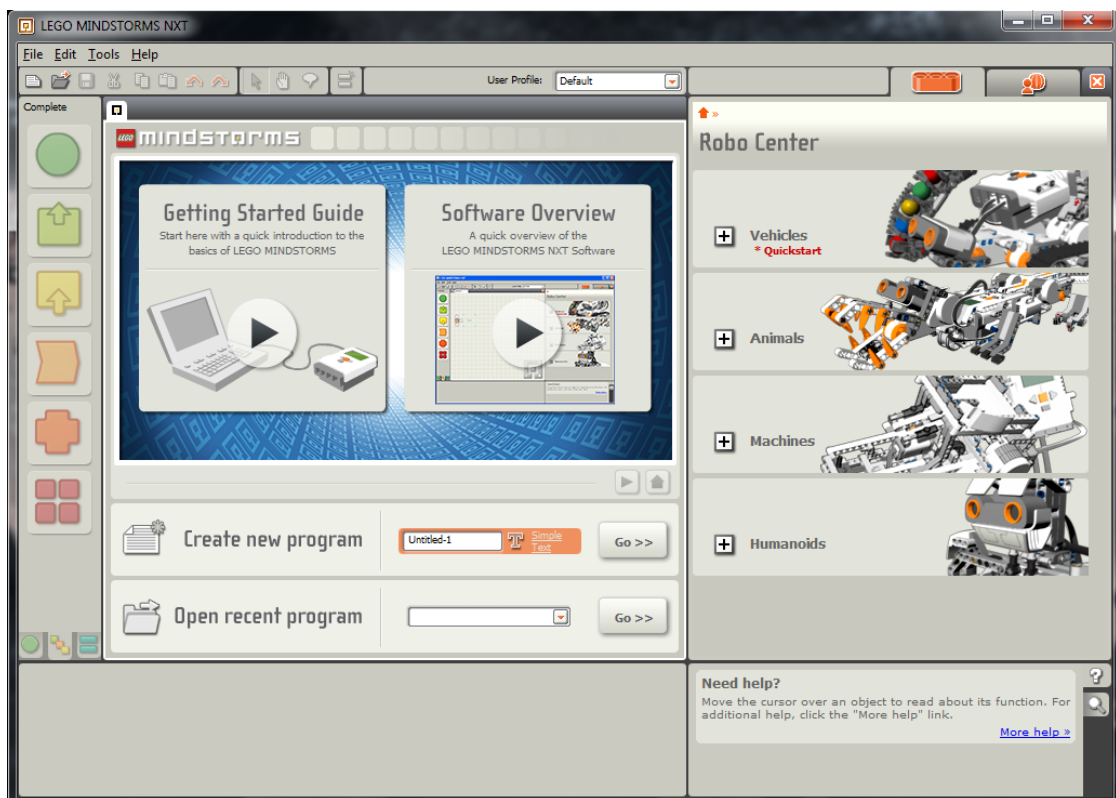 LEGO MINDSTORMS NXT
File Edit Tools Help
User Profile: Default
Complete
LEGO mindstorms
Getting Started Guide
Start here with a quick introduction to the
basics of LEGO MINDSTORMS
Software Overview
A quick overview of the
LEGO MINDSTORMS NXT Software
Create new program
Untitled-1
Simple
Text
Go >>
Open recent program
Go >>
»
Robo Center
Vehicles
* Quickstart
Animals
Machines
Humanoids
Need help?
Move the cursor over an object to read about its function. For
additional help, click the "More help" link.
More help »